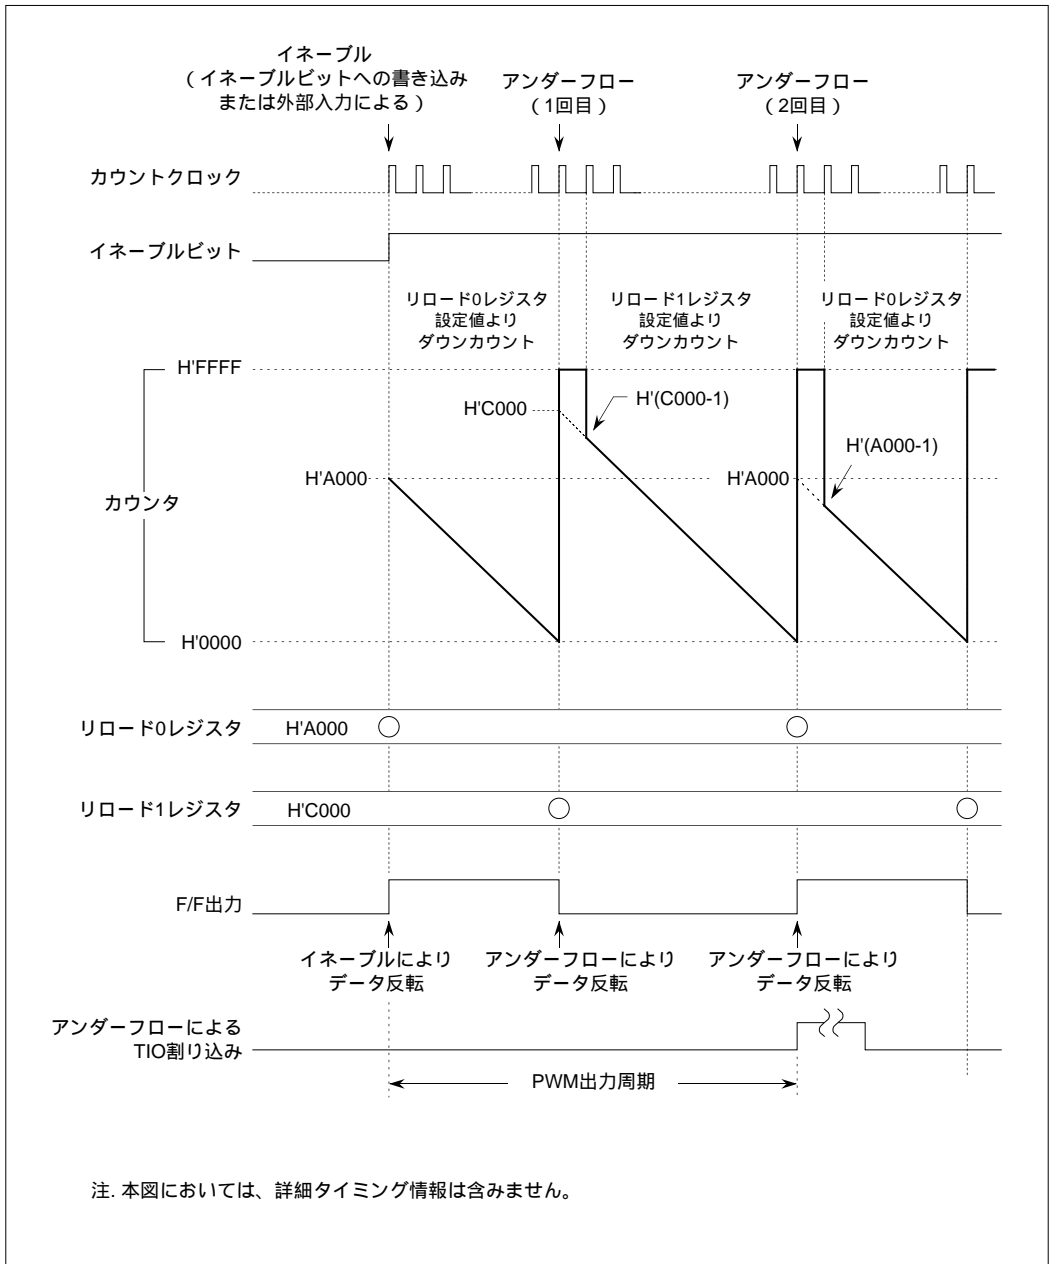 イネーブル
（イネーブルビットへの書き込み
または外部入力による）
アンダーフロー
（1回目）
アンダーフロー
（2回目）
カウントクロック
イネーブルビット
リロード0レジスタ
設定値より
ダウンカウント
リロード1レジスタ
設定値より
ダウンカウント
リロード0レジスタ
設定値より
ダウンカウント
H'FFFF
H'C000
H'(C000-1)
H'(A000-1)
H'A000
H'A000
カウンタ
H'0000
リロード0レジスタ
H'A000
リロード1レジスタ
H'C000
F/F出力
イネーブルにより
データ反転
アンダーフローにより
データ反転
アンダーフローにより
データ反転
アンダーフローによる
TIO割り込み
PWM出力周期
注. 本図においては、詳細タイミング情報は含みません。